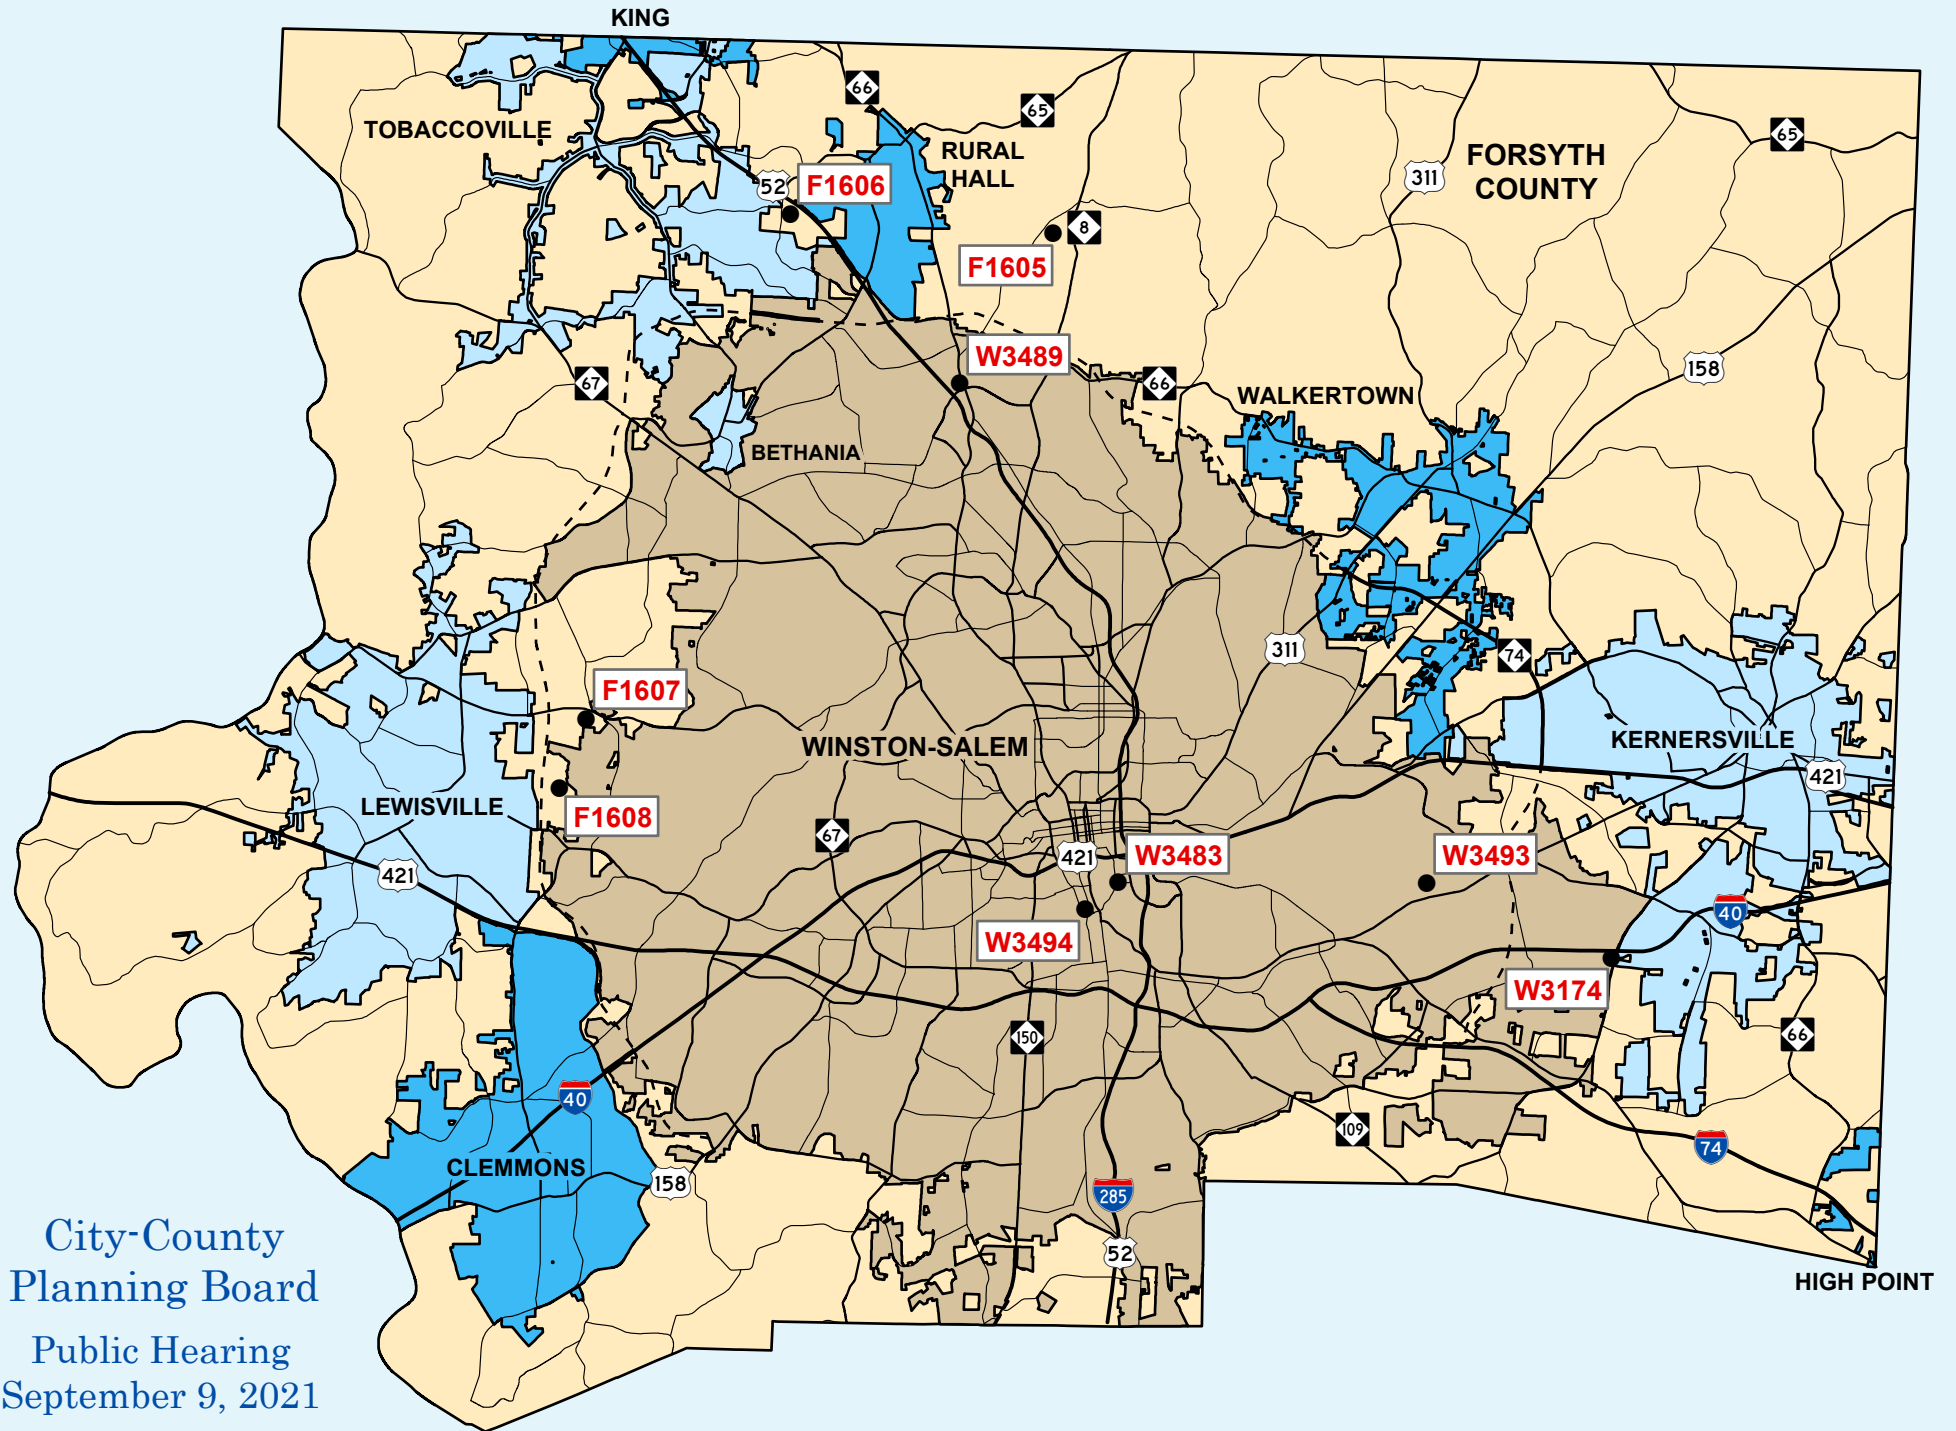 KING
66
65
TOBACCOVILLE
65
RURAL
HALL
FORSYTH
COUNTY
311
52
F1606
8
F1605
W3489
158
67
66
WALKERTOWN
BETHANIA
311
74
F1607
WINSTON-SALEM
KERNERSVILLE
421
LEWISVILLE
F1608
67
421
W3483
W3493
421
40
W3494
W3174
150
66
40
109
74
CLEMMONS
158
285
52
City-County
Planning Board
HIGH POINT
Public Hearing
September 9, 2021